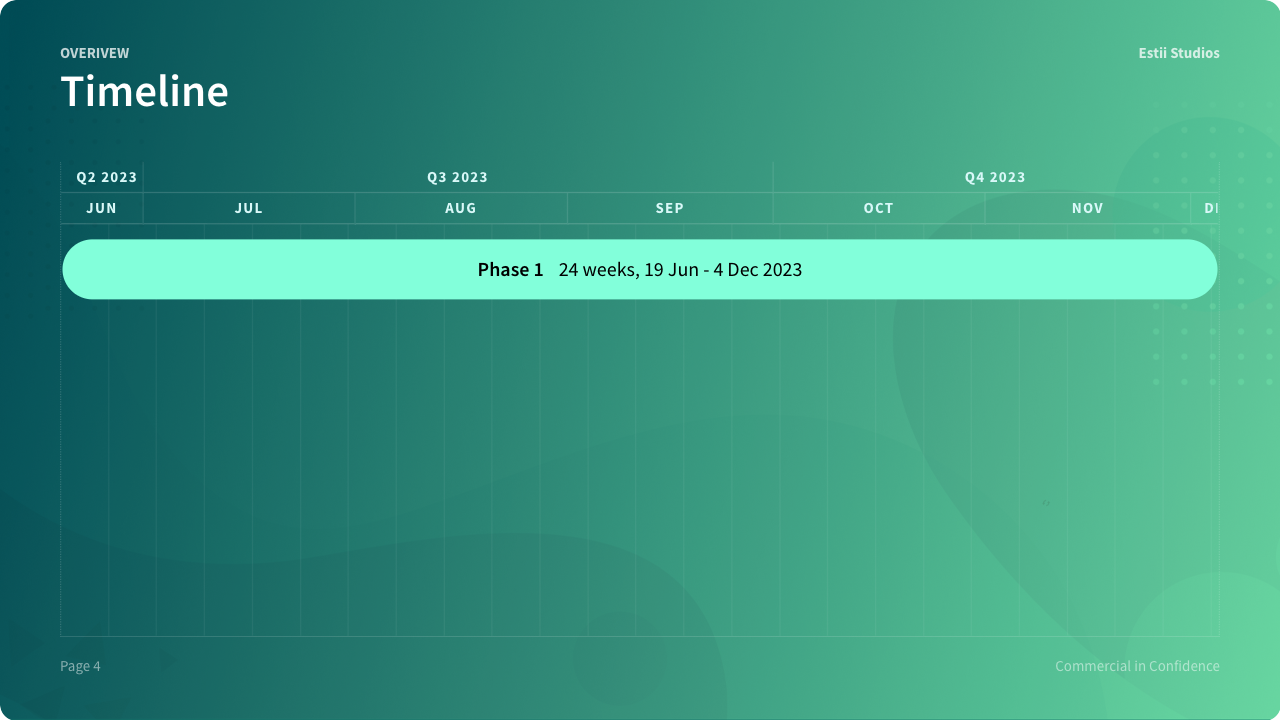 OVERIVEW
Estii Studios
Timeline
Q2 2023 Q3 2023 Q4 2023
JUN JUL AUG SEP OCT NOV
Phase 1 24 weeks, 19 Jun - 4 Dec 2023
Page 4
Commercial in Confidence